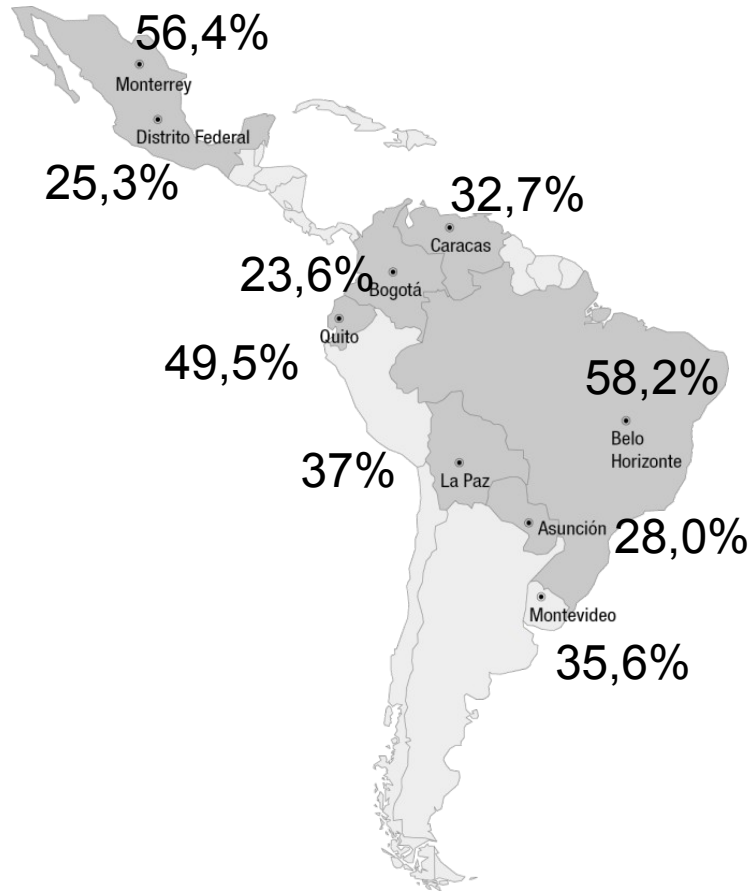 56,4%
Monterrey
Distrito Federal
25,3%
32,7%
Caracas
23,6%
Bogotá
Quito
49,5%
58,2%
Belo
Horizonte
37%
La Paz
Asunción
28,0%
Montevideo
35,6%